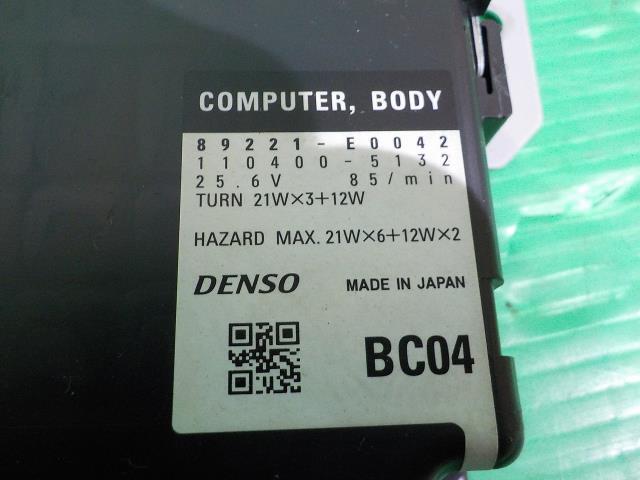 COMPUTER, BODY
89221-E0042
110400-5132
25.6V 85/min
TURN 21W×3+12W
HAZARD MAX. 21W×6+12W×2
DENSO MADE IN JAPAN
BC04